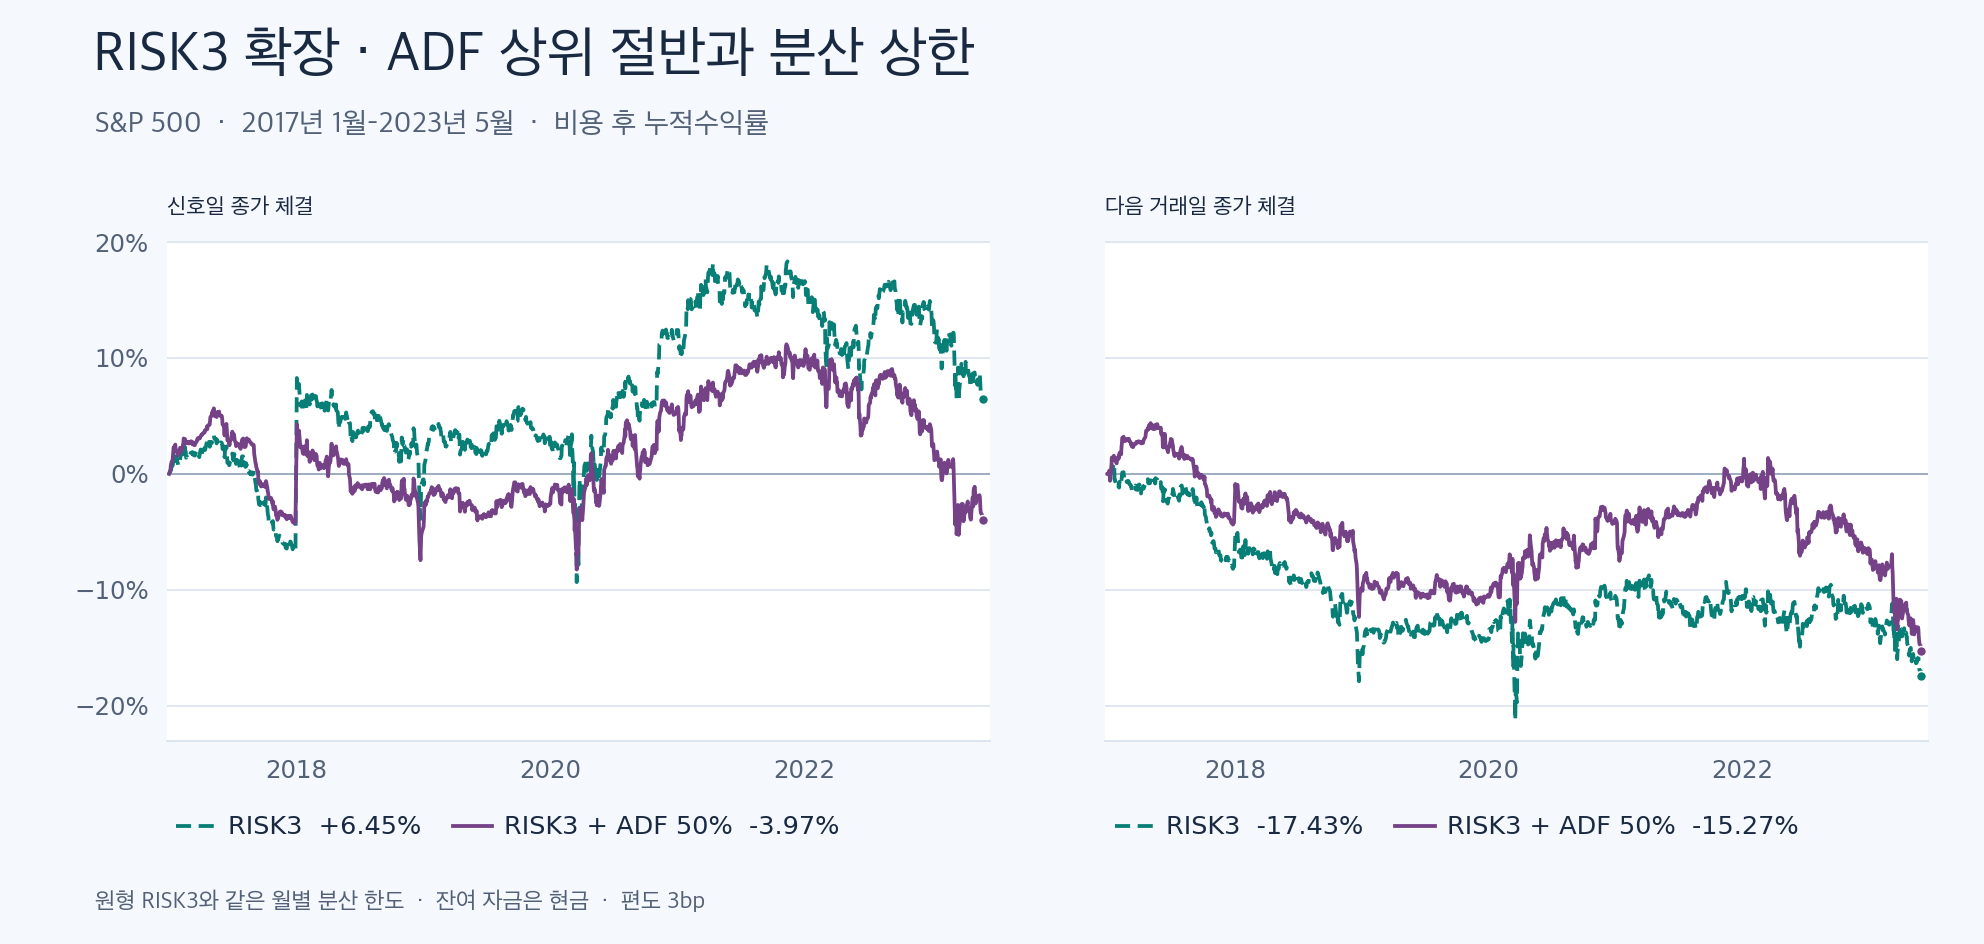 RISK3 확장 · ADF 상위 절반과 분산 상한
S&P 500 · 2017년 1월-2023년 5월 · 비용 후 누적수익률
신호일 종가 체결
20%
10%
0%
−10%
−20%
2018 2020 2022
RISK3 +6.45% RISK3 + ADF 50% -3.97%
다음 거래일 종가 체결
2018 2020 2022
RISK3 -17.43% RISK3 + ADF 50% -15.27%
원형 RISK3와 같은 월별 분산 한도 · 잔여 자금은 현금 · 편도 3bp